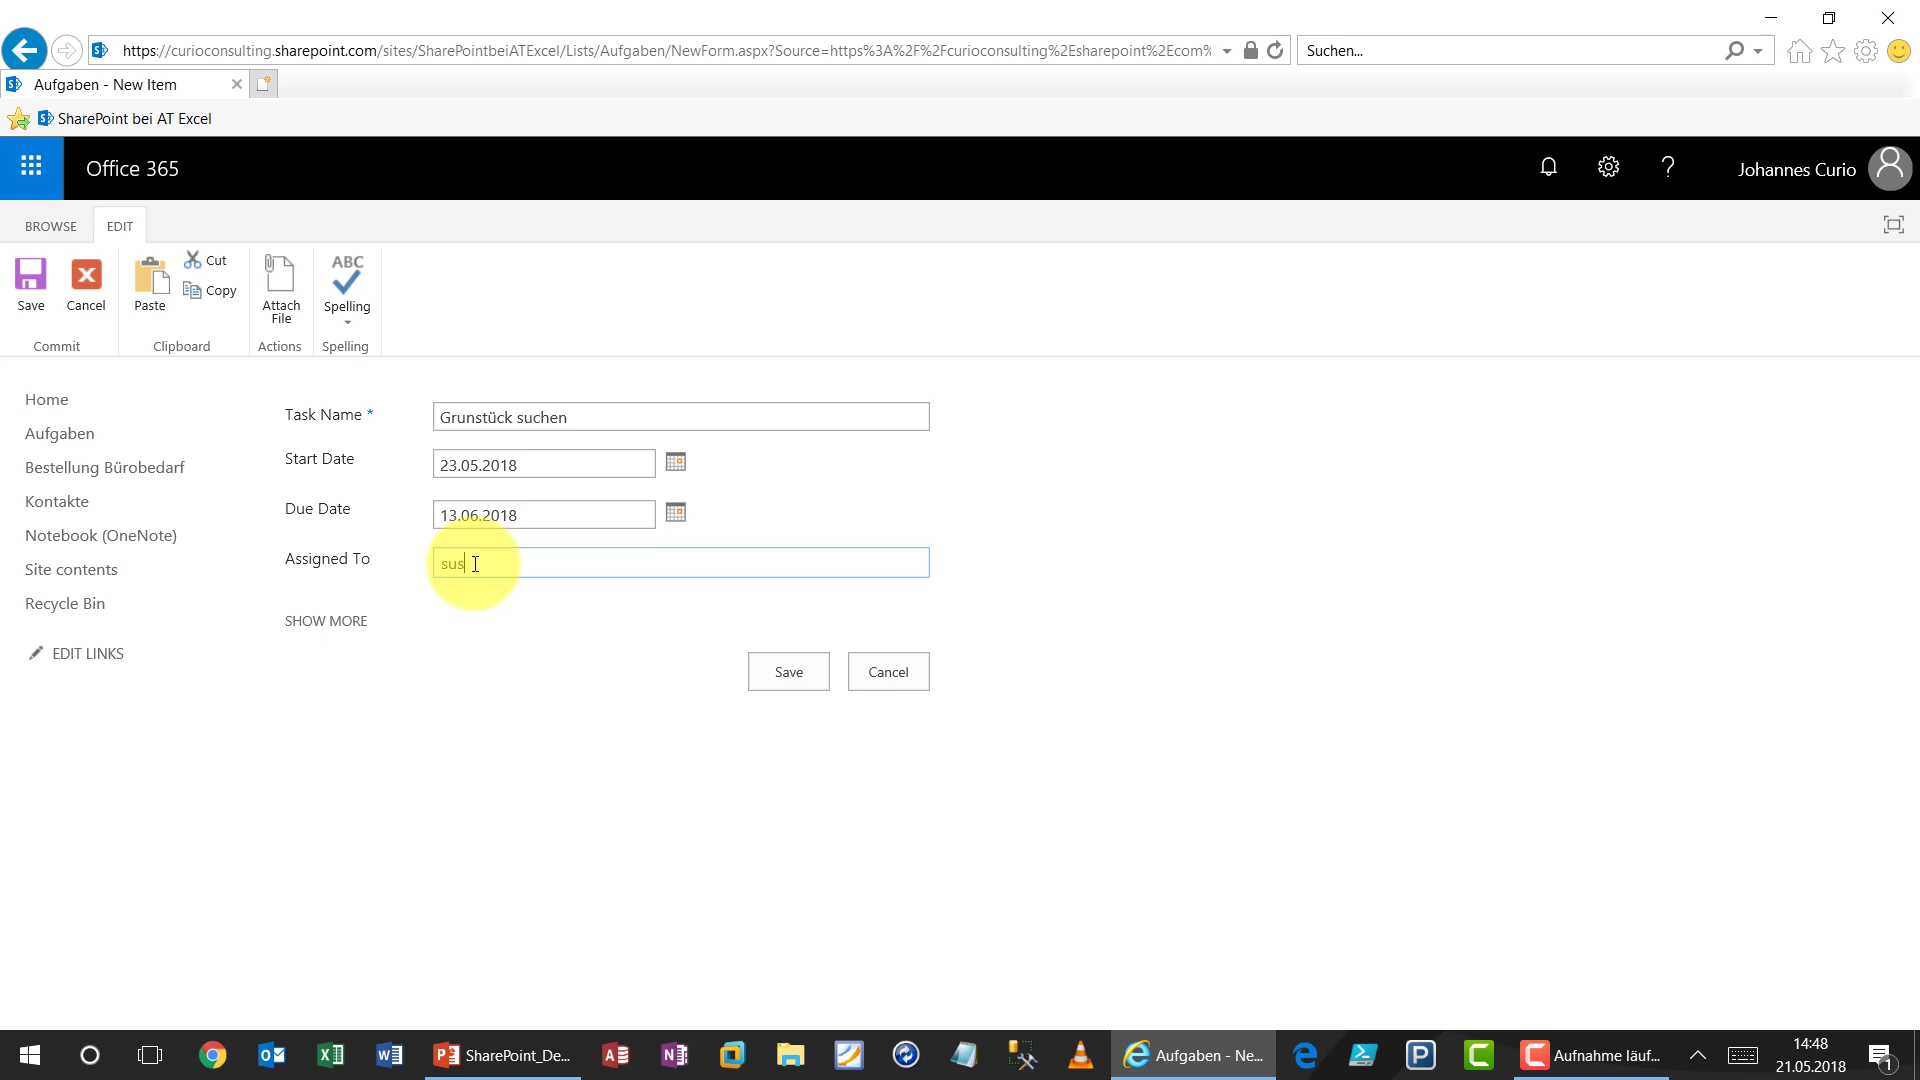 https://curioconsulting.sharepoint.com/sites/SharePointbeiATExcel/Lists/Aufgaben/NewForm.aspx?Source=https%3A%2F%2Fcurioconsulting%2Esharepoint%2Ecom%
Suchen...
Aufgaben - New Item
SharePoint bei AT Excel
Office 365
Johannes Curio
BROWSE
EDIT
Save
Cancel
Paste
Cut
Copy
Attach
File
ABC
Spelling
Commit
Clipboard
Actions
Spelling
Home
Aufgaben
Bestellung Bürobedarf
Kontakte
Notebook (OneNote)
Site contents
Recycle Bin
EDIT LINKS
Task Name *
Grunstück suchen
Start Date
23.05.2018
Due Date
13.06.2018
Assigned To
sus
SHOW MORE
Save
Cancel
SharePoint_De...
Aufgaben - Ne...
Aufnahme läuf...
14:48
21.05.2018
1